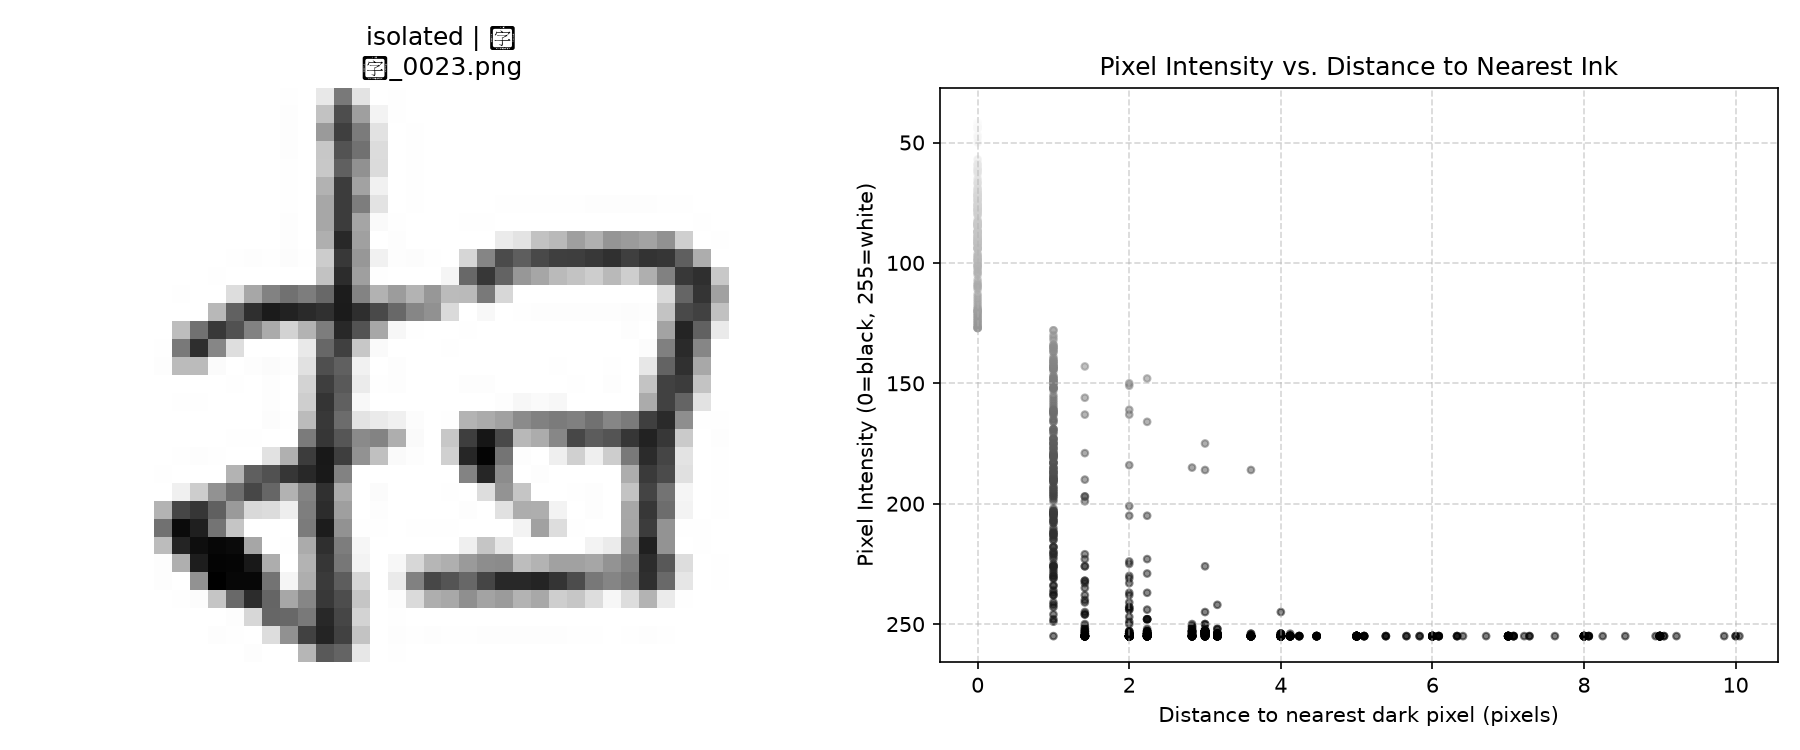 isolated |
_0023.png
扫
Pixel Intensity vs. Distance to Nearest Ink
Pixel Intensity (0=black, 255=white)
50
100
150
200
250
0 2 4 6 8 10
Distance to nearest dark pixel (pixels)